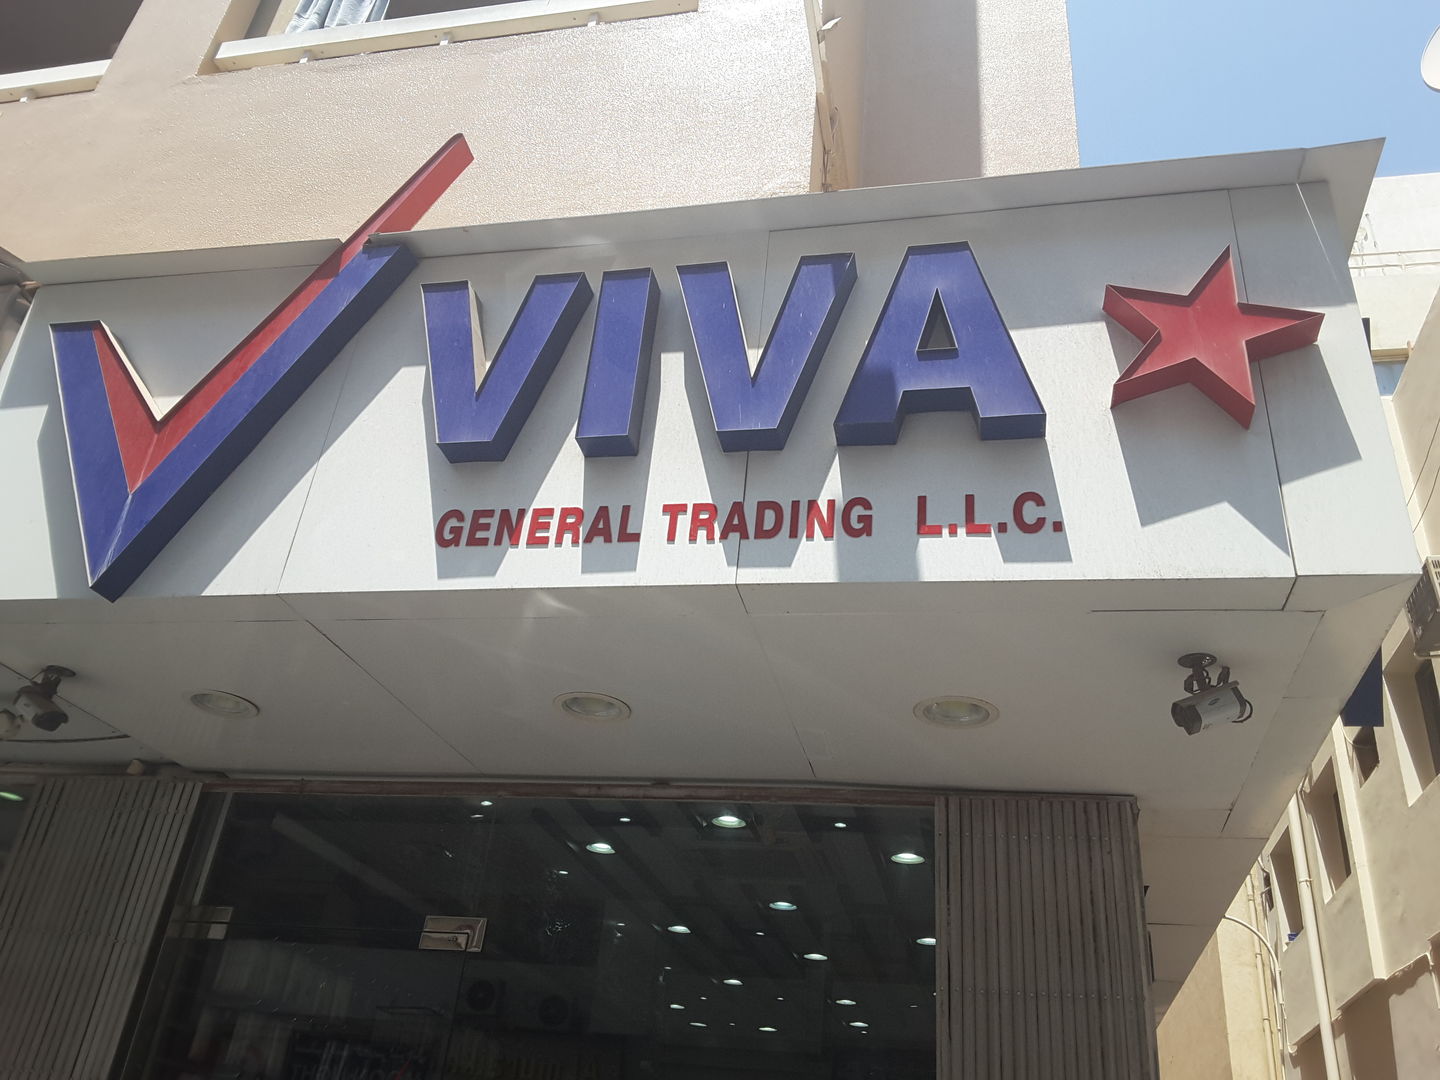 VIVA
GENERAL TRADING L.L.C.